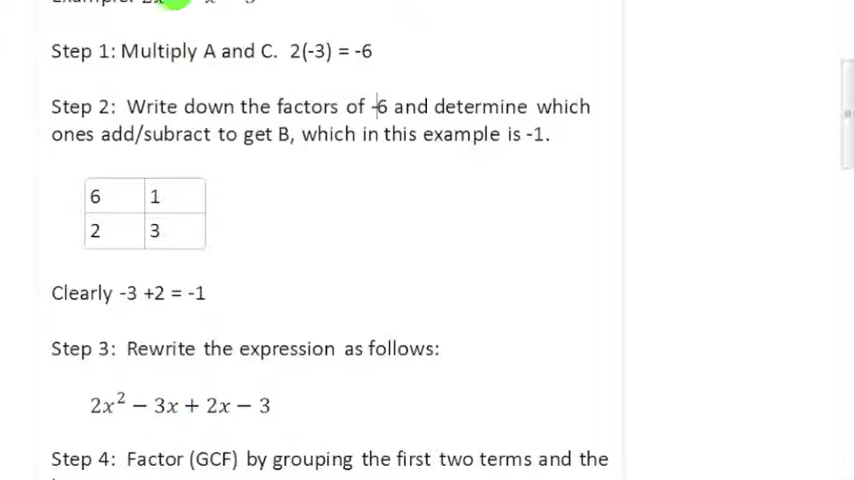 Step 1: Multiply A and C. 2(-3) = -6
Step 2: Write down the factors of -6 and determine which
ones add/subtract to get B, which in this example is -1.
6 1
2 3
Clearly -3 +2 = -1
Step 3: Rewrite the expression as follows:
2x² − 3x + 2x − 3
Step 4: Factor (GCF) by grouping the first two terms and the